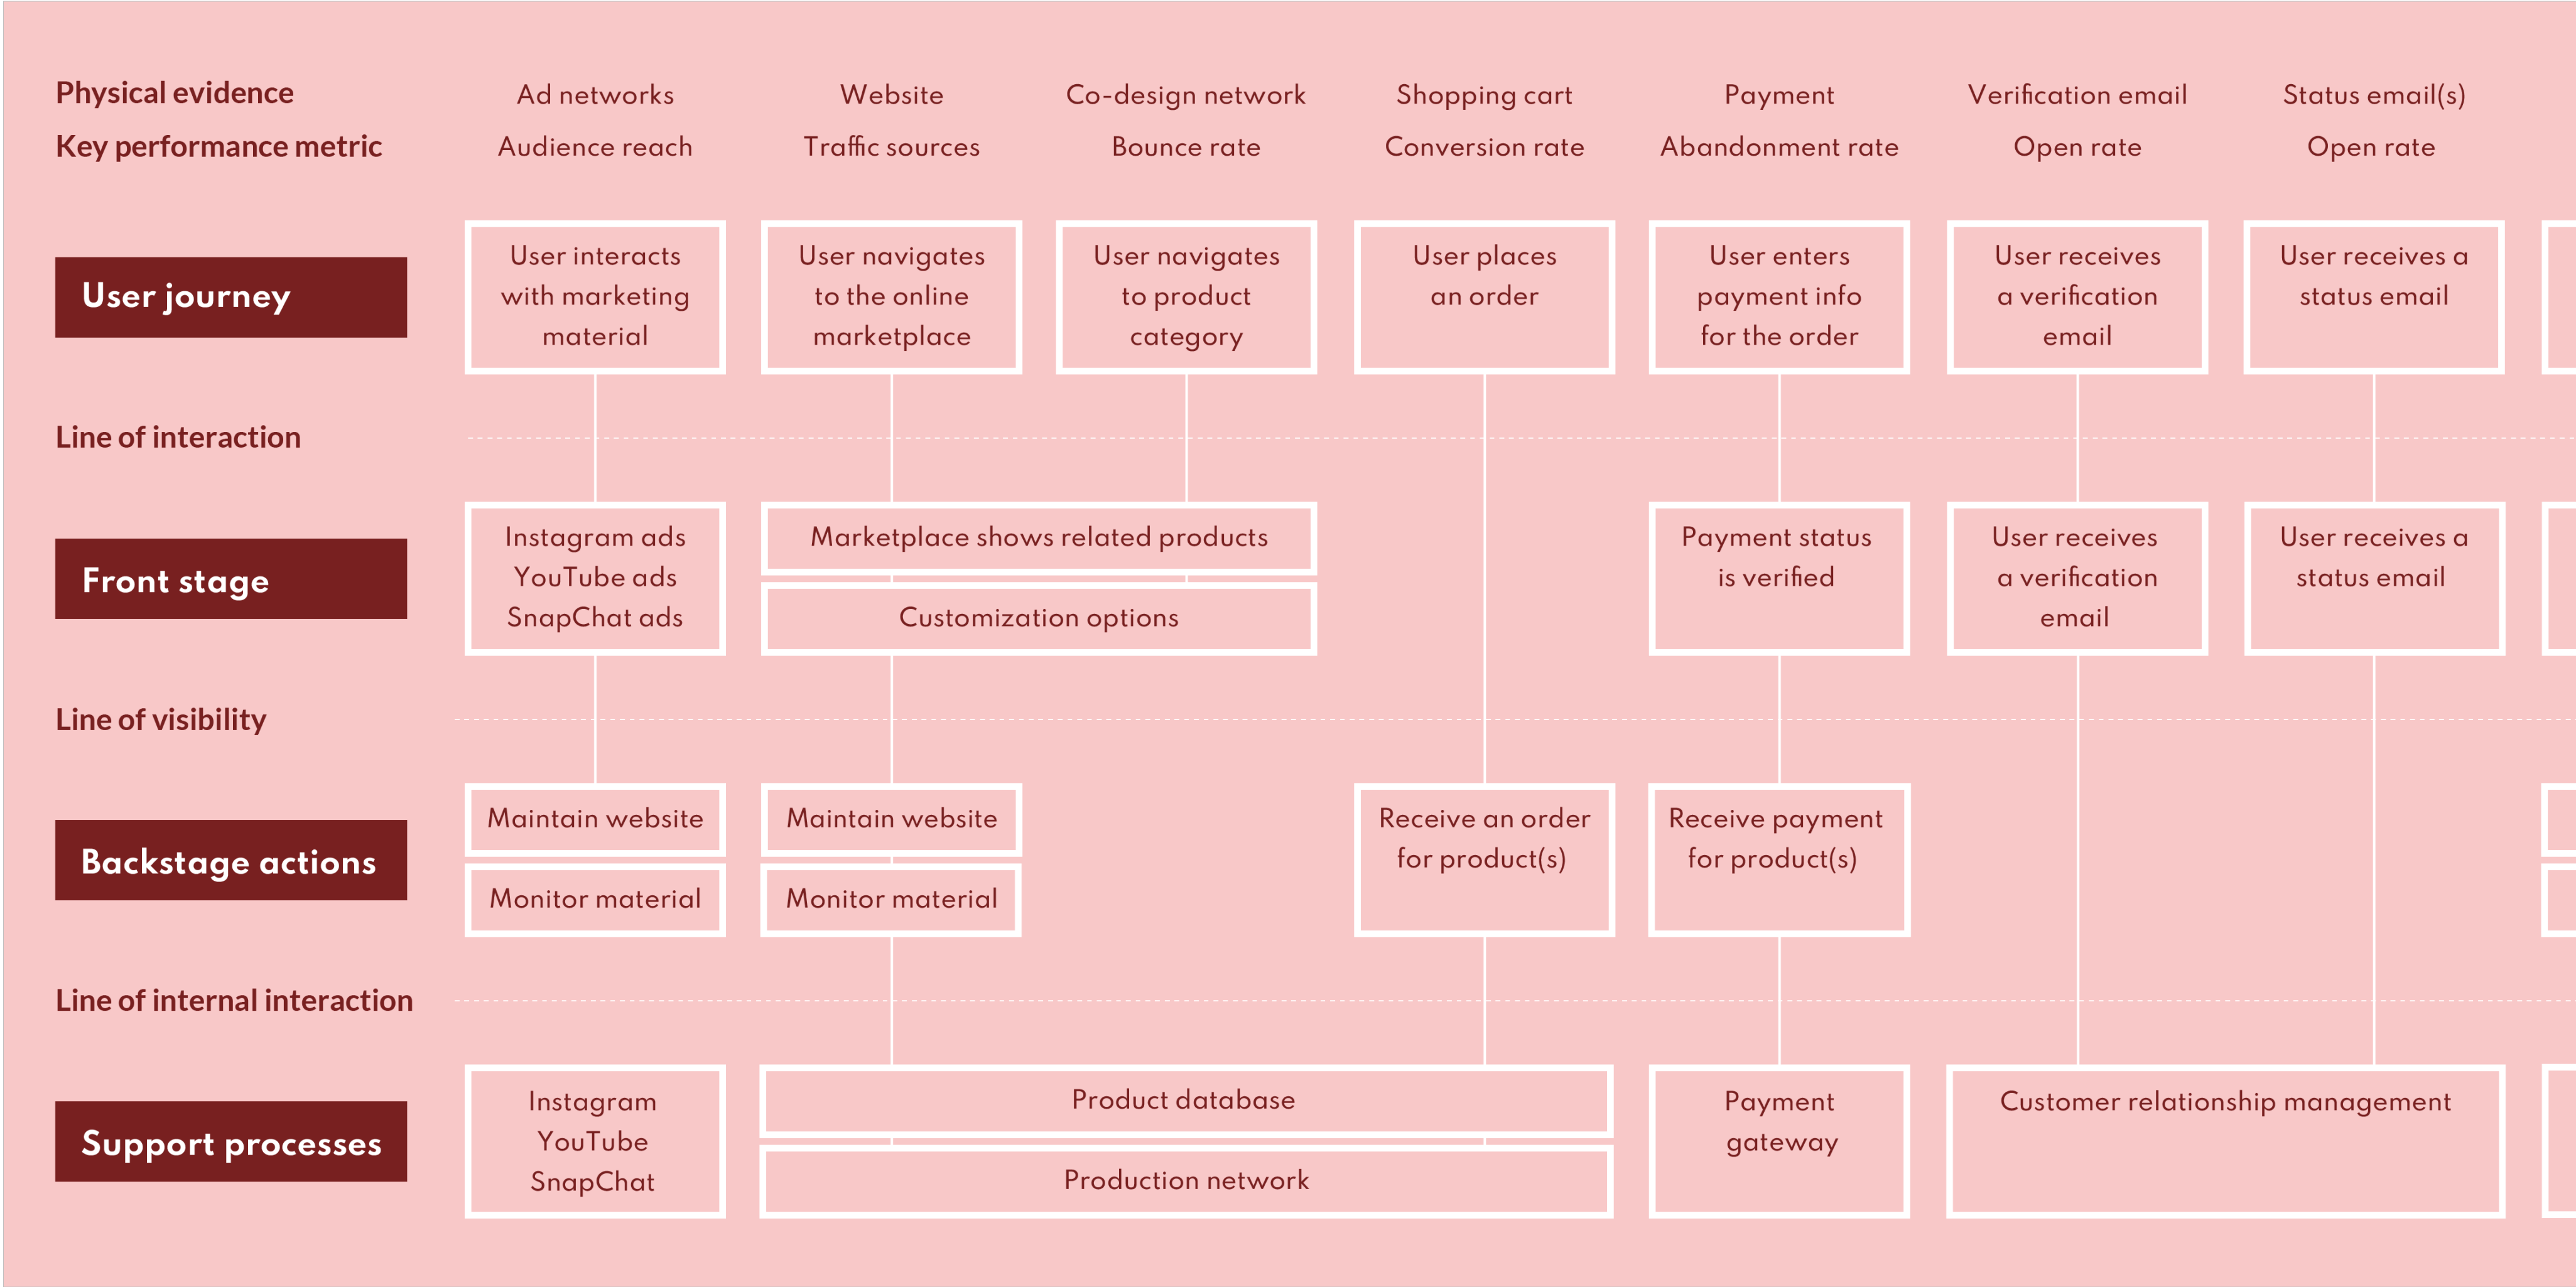 Physical evidence
Ad networks
Website
Co-design network
Shopping cart
Payment
Verification email
Status email(s)
Key performance metric
Audience reach
Traffic sources
Bounce rate
Conversion rate
Abandonment rate
Open rate
Open rate
User journey
User interacts
with marketing
material
User navigates
to the online
marketplace
User navigates
to product
category
User places
an order
User enters
payment info
for the order
User receives
a verification
email
User receives a
status email
Line of interaction
Front stage
Instagram ads
YouTube ads
SnapChat ads
Marketplace shows related products
Customization options
Payment status
is verified
User receives
a verification
email
User receives a
status email
Line of visibility
Backstage actions
Maintain website
Monitor material
Maintain website
Monitor material
Receive an order
for product(s)
Receive payment
for product(s)
Line of internal interaction
Support processes
Instagram
YouTube
SnapChat
Product database
Production network
Payment
gateway
Customer relationship management